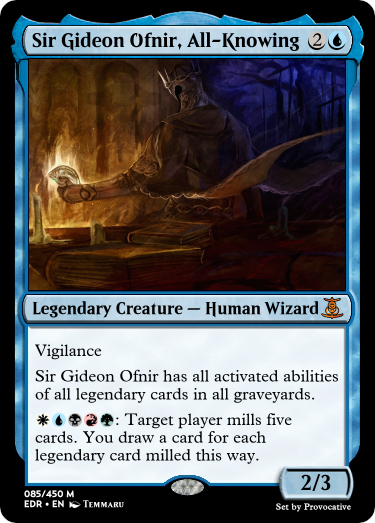 Sir Gideon Ofnir, All-Knowing 2
Legendary Creature — Human Wizard
Vigilance
Sir Gideon Ofnir has all activated abilities
of all legendary cards in all graveyards.
: Target player mills five
cards. You draw a card for each
legendary card milled this way.
2/3
085/450 M
EDR • EN Temmaru
Set by Provocative